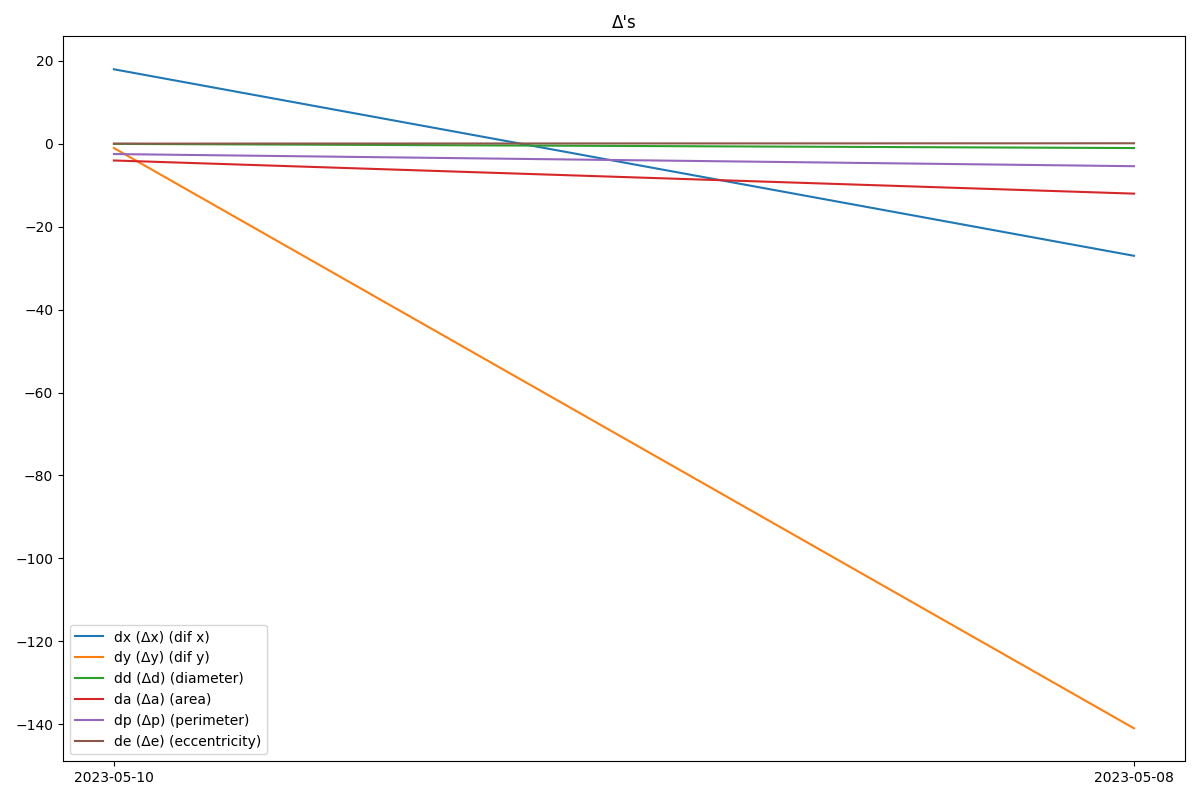 Δ's
20
0
−20
−40
−60
−80
−100
−120
−140
dx (Δx) (dif x)
dy (Δy) (dif y)
dd (Δd) (diameter)
da (Δa) (area)
dp (Δp) (perimeter)
de (Δe) (eccentricity)
2023-05-10
2023-05-08